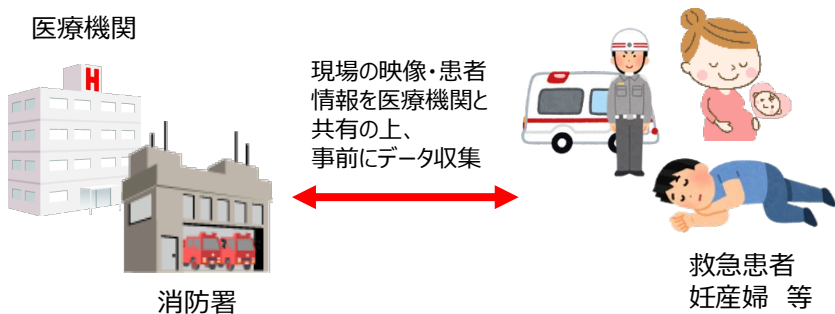 医療機関
H
現場の映像・患者
情報を医療機関と
共有の上、
事前にデータ収集
消防署
救急患者
妊産婦　等